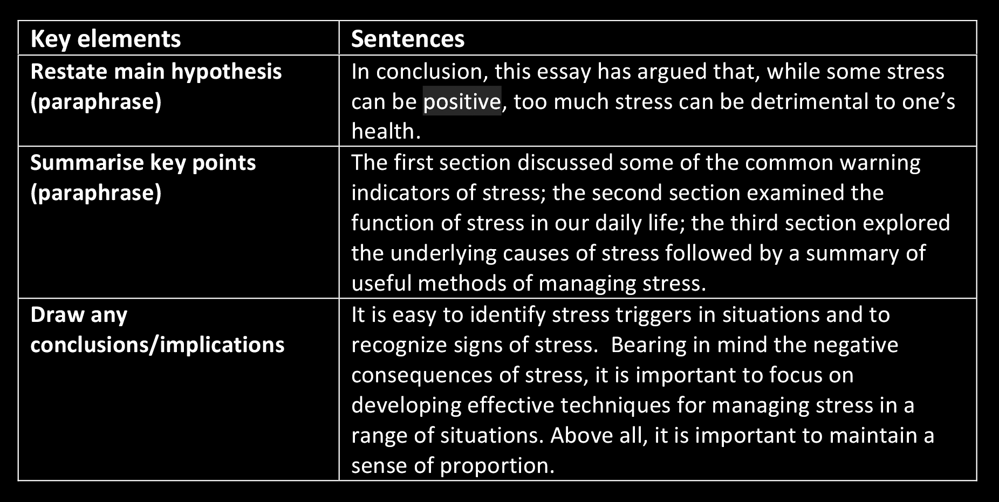 Key elements
Sentences
Restate main hypothesis
(paraphrase)
In conclusion, this essay has argued that, while some stress
can be positive, too much stress can be detrimental to one’s
health.
Summarise key points
(paraphrase)
The first section discussed some of the common warning
indicators of stress; the second section examined the
function of stress in our daily life; the third section explored
the underlying causes of stress followed by a summary of
useful methods of managing stress.
Draw any
conclusions/implications
It is easy to identify stress triggers in situations and to
recognize signs of stress.  Bearing in mind the negative
consequences of stress, it is important to focus on
developing effective techniques for managing stress in a
range of situations. Above all, it is important to maintain a
sense of proportion.